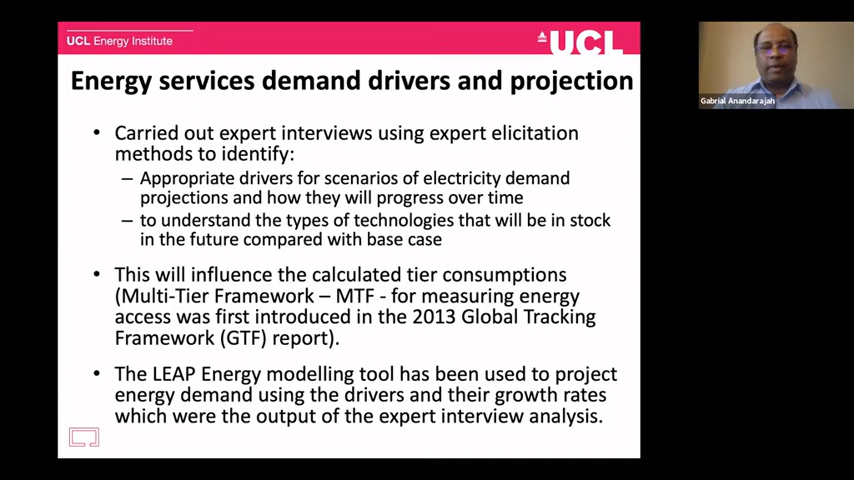 UCL Energy Institute
UCL
Energy services demand drivers and projection
• Carried out expert interviews using expert elicitation
methods to identify:
– Appropriate drivers for scenarios of electricity demand
projections and how they will progress over time
– to understand the types of technologies that will be in stock
in the future compared with base case
• This will influence the calculated tier consumptions
(Multi-Tier Framework – MTF - for measuring energy
access was first introduced in the 2013 Global Tracking
Framework (GTF) report).
• The LEAP Energy modelling tool has been used to project
energy demand using the drivers and their growth rates
which were the output of the expert interview analysis.
Gabrial Anandarajah